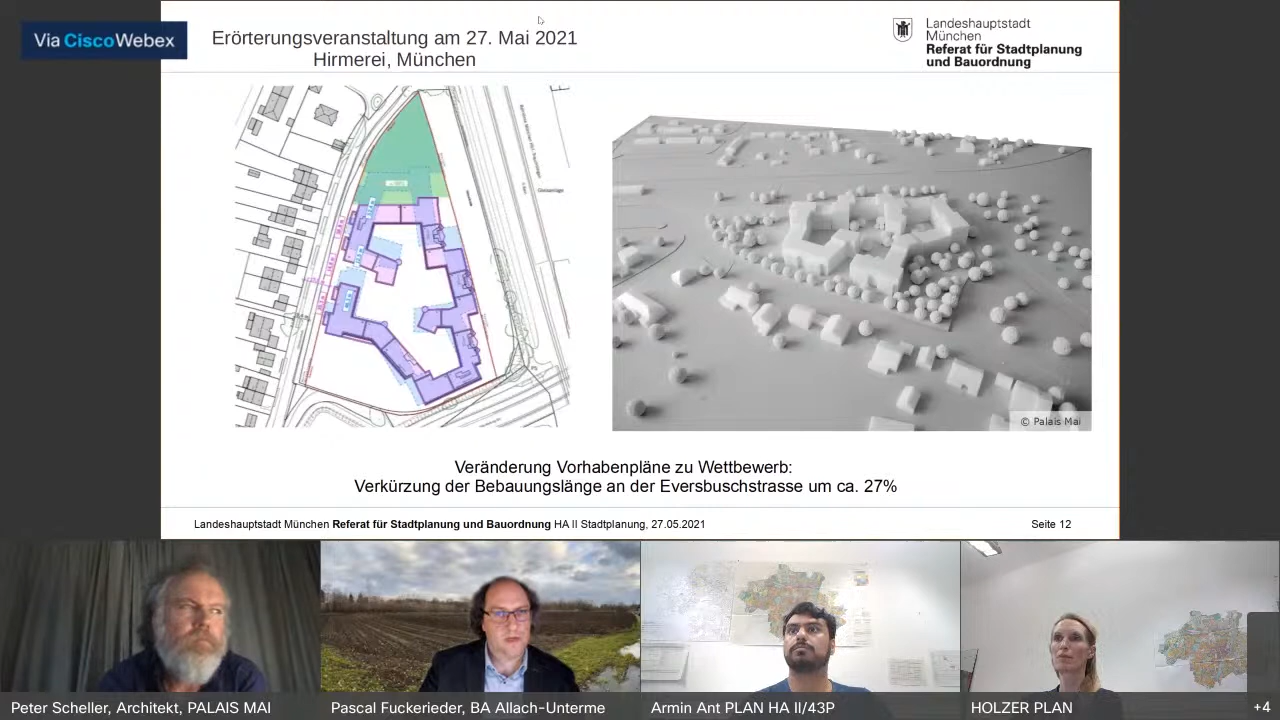 Via Cisco Webex
Erörterungsveranstaltung am 27. Mai 2021
Hirmerei, München
Landeshauptstadt
München
Referat für Stadtplanung
und Bauordnung
© Palais Mai
Veränderung Vorhabenpläne zu Wettbewerb:
Verkürzung der Bebauungslänge an der Eversbuschstrasse um ca. 27%
Landeshauptstadt München Referat für Stadtplanung und Bauordnung HA II Stadtplanung, 27.05.2021
Seite 12
Peter Scheller, Architekt, PALAIS MAI
Pascal Fuckerieder, BA Allach-Unterme
Armin Ant PLAN HA II/43P
HOLZER PLAN
+4